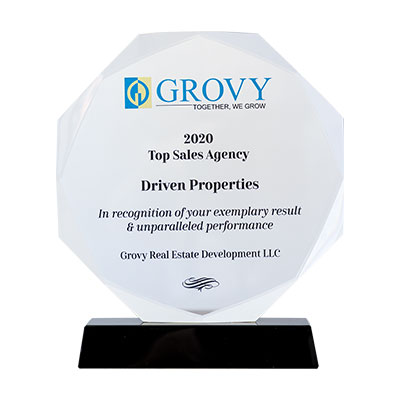 GROVY
TOGETHER, WE GROW
2020
Top Sales Agency
Driven Properties
In recognition of your exemplary result
& unparalleled performance
Grovy Real Estate Development LLC